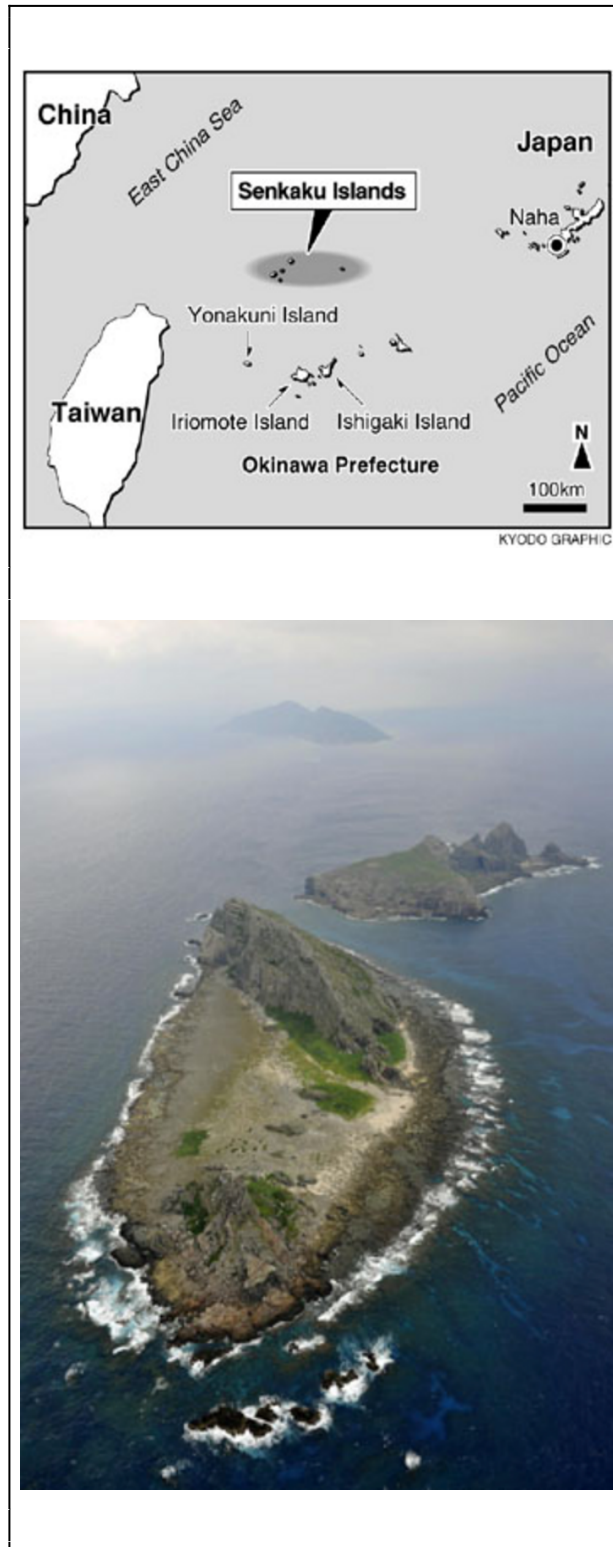 China
East China Sea
Japan
Senkaku Islands
Naha
Yonakuni Island
Pacific Ocean
Taiwan
Iriomote Island
Ishigaki Island
N
Okinawa Prefecture
100km
KYODO GRAPHIC